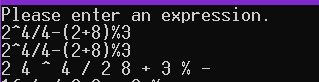 Please enter an expression.
2^4/4-(2+8)%3
2^4/4-(2+8)%3
2 4 ^ 4 / 2 8 + 3 % -